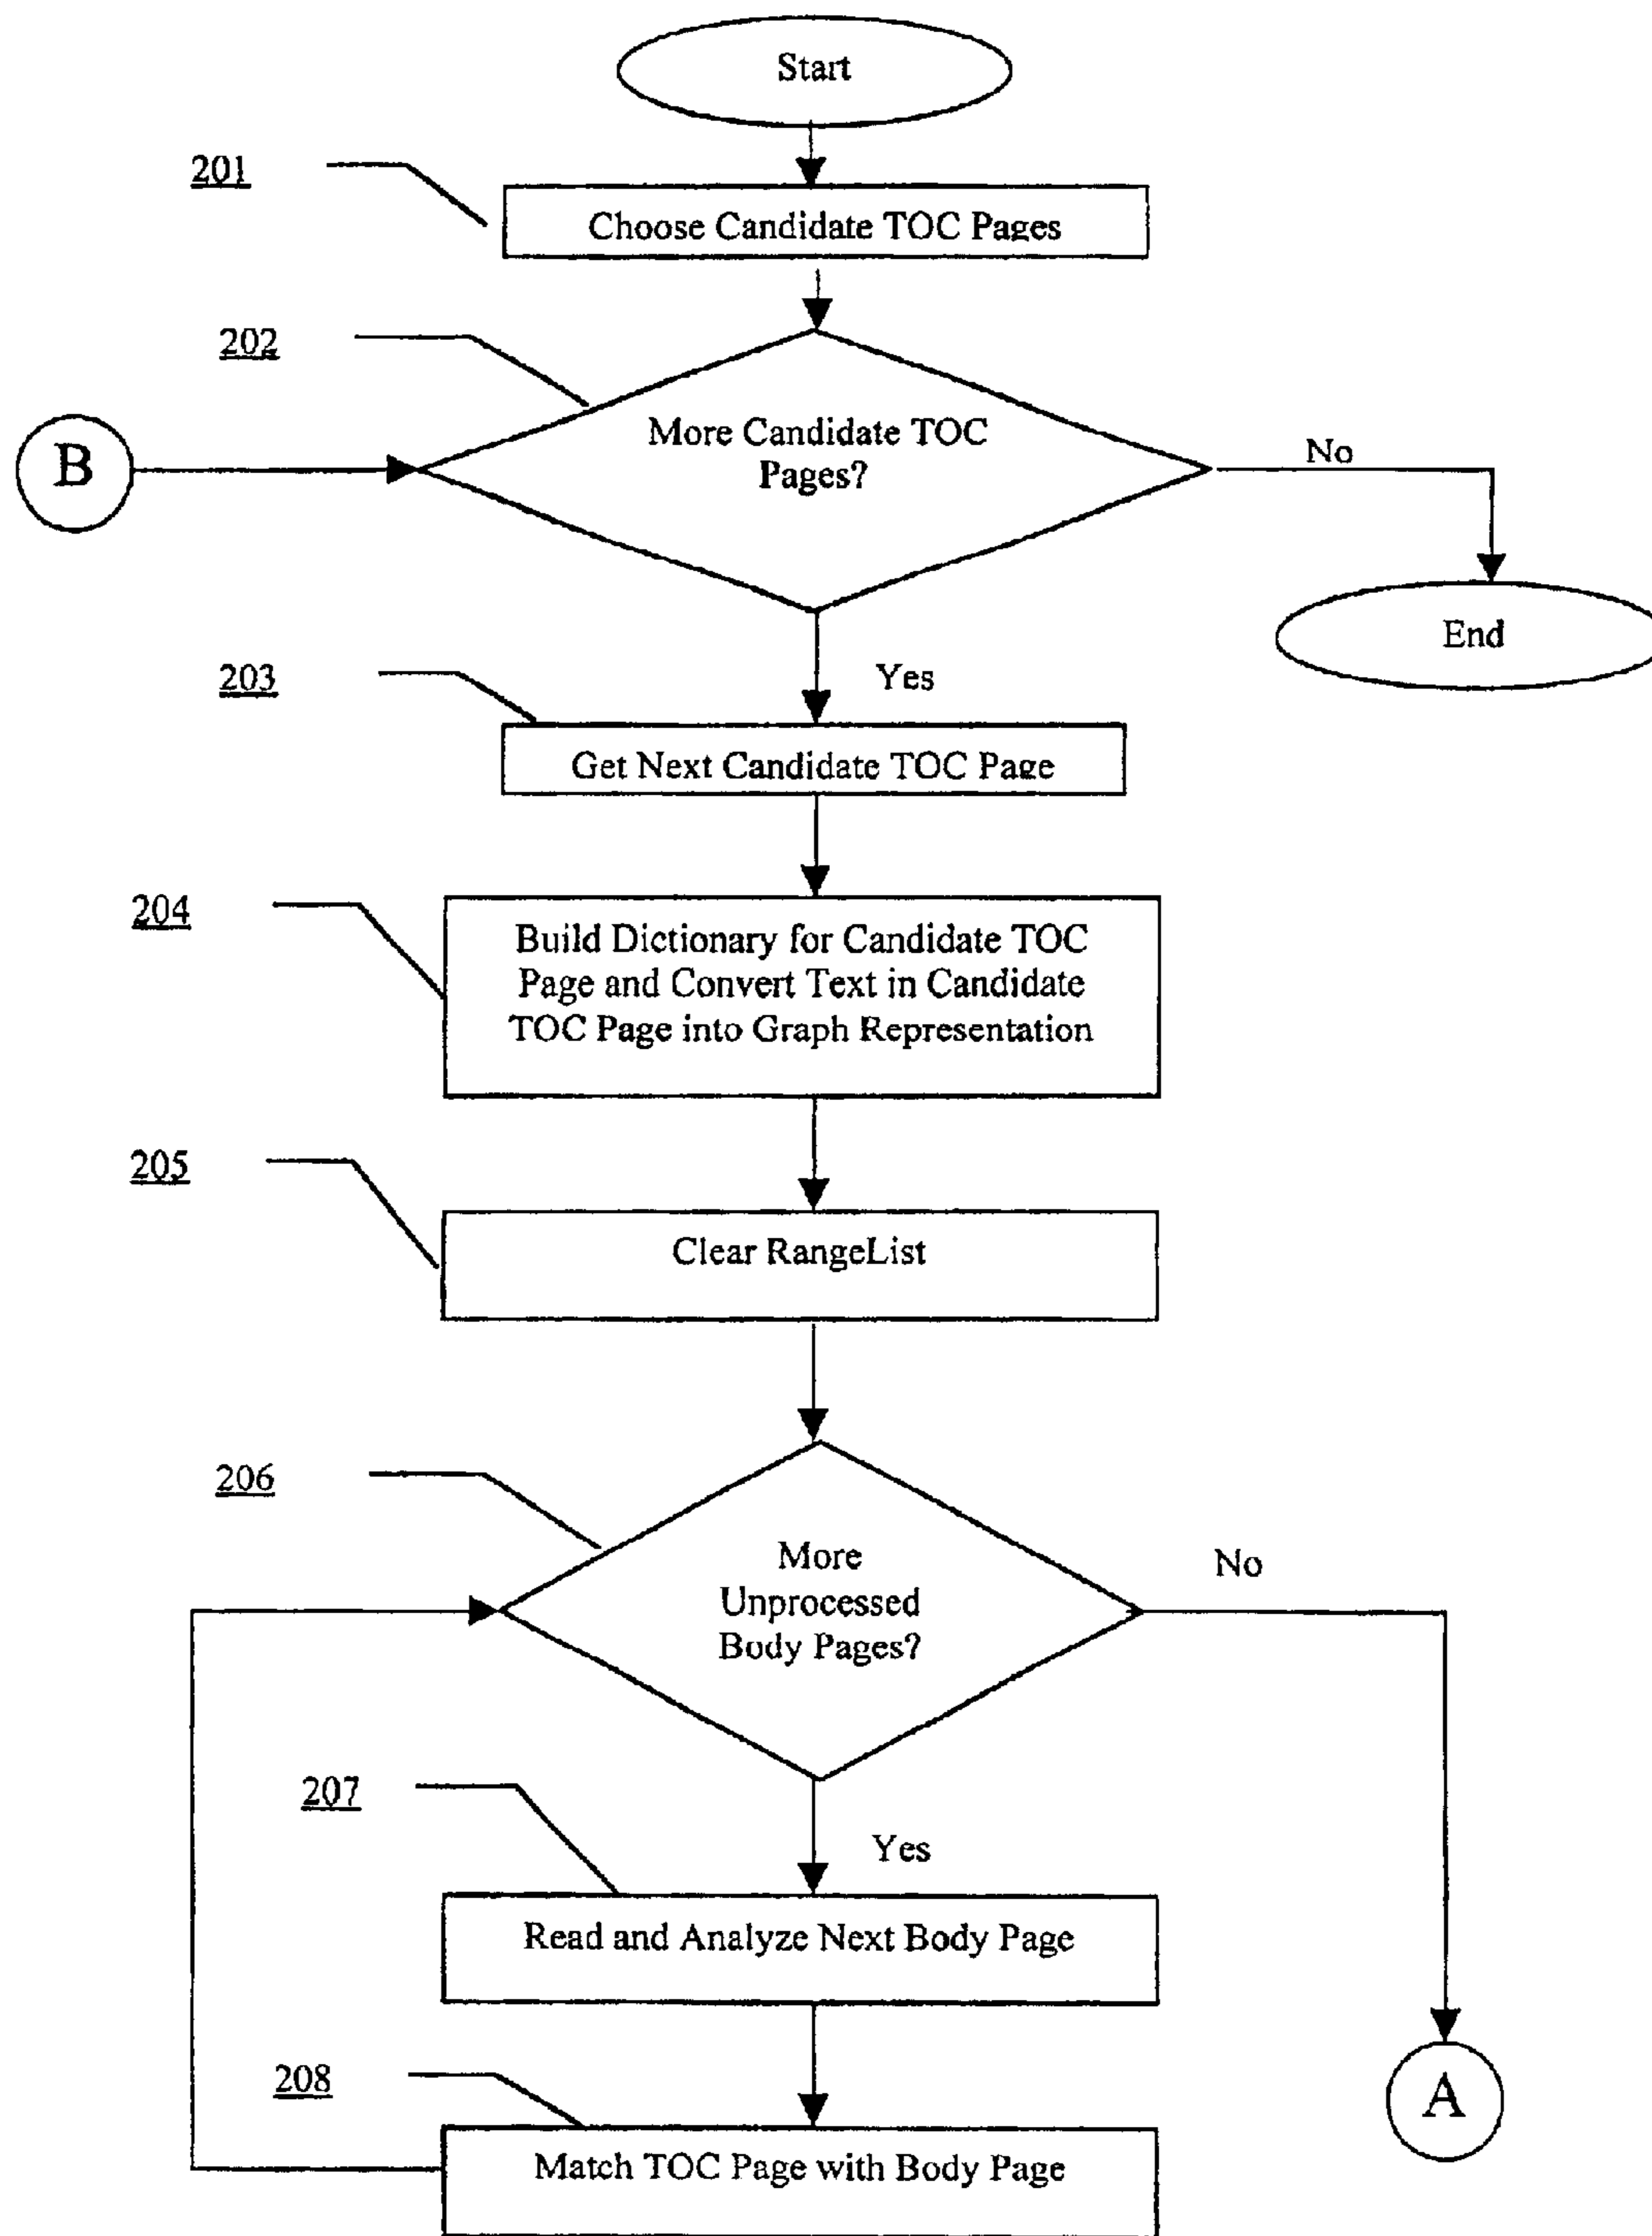 Start
201
Choose Candidate TOC Pages
202
More Candidate TOC
Pages?
B
No
End
203
Yes
Get Next Candidate TOC Page
204
Build Dictionary for Candidate TOC
Page and Convert Text in Candidate
TOC Page into Graph Representation
205
Clear RangeList
206
More
Unprocessed
Body Pages?
No
207
Yes
Read and Analyze Next Body Page
208
Match TOC Page with Body Page
A